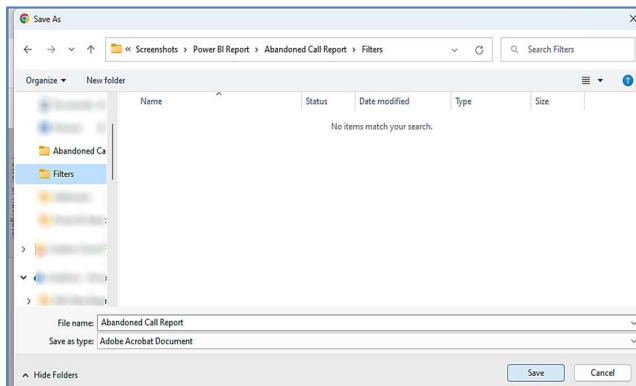 Save As
« Screenshots > Power BI Report > Abandoned Call Report > Filters
Search Filters
Organize New folder
Name Status Date modified Type Size
No items match your search.
Abandoned Ca
Filters
File name: Abandoned Call Report
Save as type: Adobe Acrobat Document
Hide Folders Save Cancel